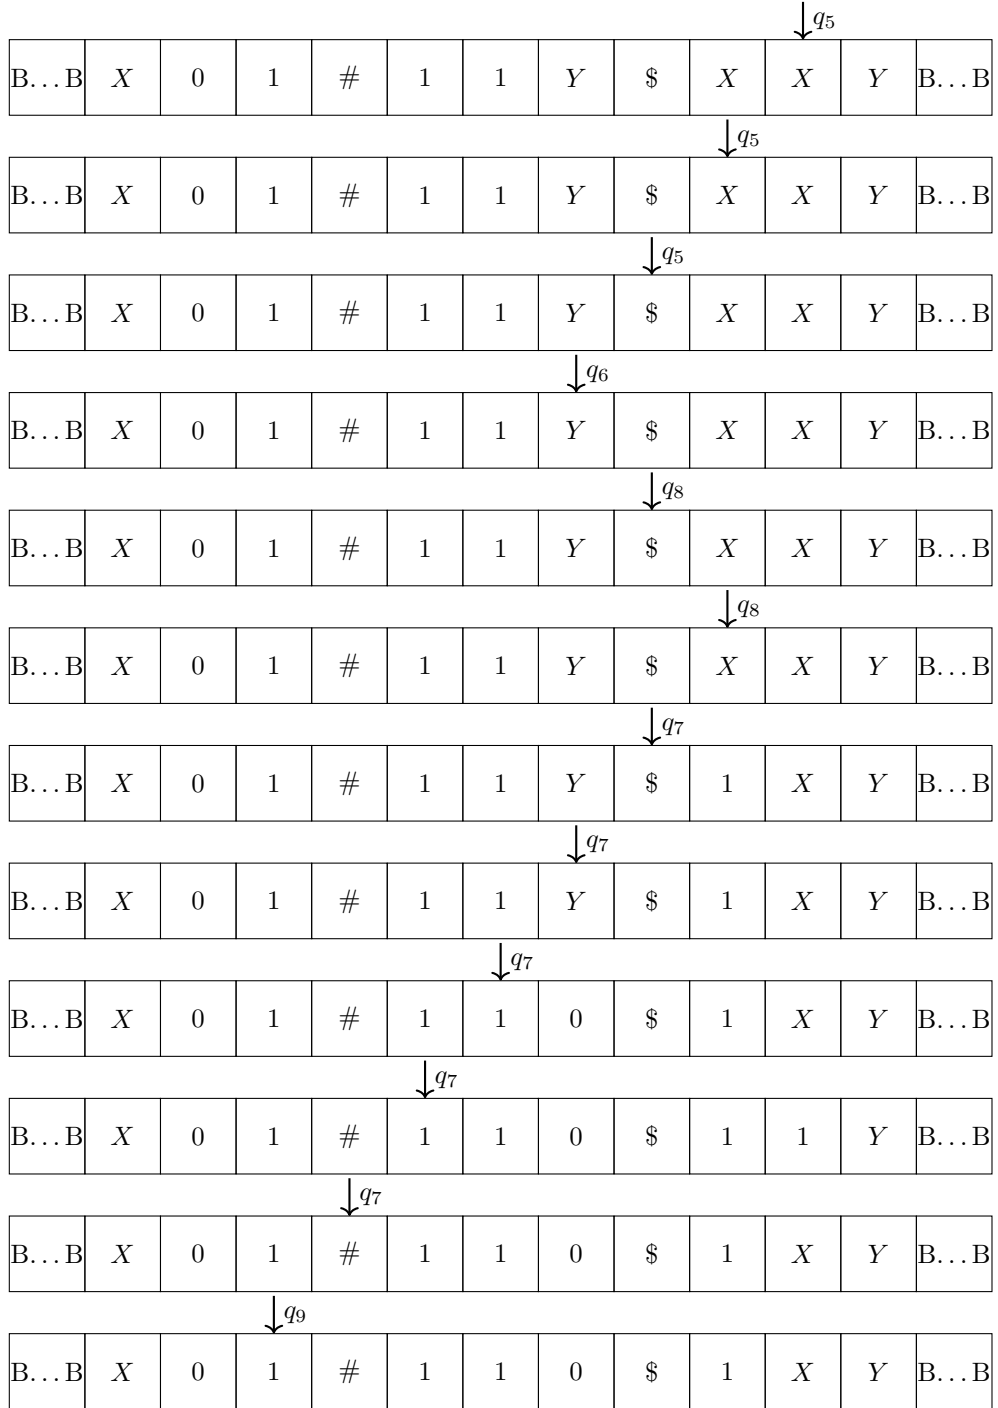 q₅
B…B X 0 1 # 1 1 Y $ X X Y B…B
q₅
B…B X 0 1 # 1 1 Y $ X X Y B…B
q₅
B…B X 0 1 # 1 1 Y $ X X Y B…B
q₆
B…B X 0 1 # 1 1 Y $ X X Y B…B
q₈
B…B X 0 1 # 1 1 Y $ X X Y B…B
q₈
B…B X 0 1 # 1 1 Y $ X X Y B…B
q₇
B…B X 0 1 # 1 1 Y $ 1 X Y B…B
q₇
B…B X 0 1 # 1 1 Y $ 1 X Y B…B
q₇
B…B X 0 1 # 1 1 0 $ 1 X Y B…B
q₇
B…B X 0 1 # 1 1 0 $ 1 1 Y B…B
q₇
B…B X 0 1 # 1 1 0 $ 1 X Y B…B
q₉
B…B X 0 1 # 1 1 0 $ 1 X Y B…B